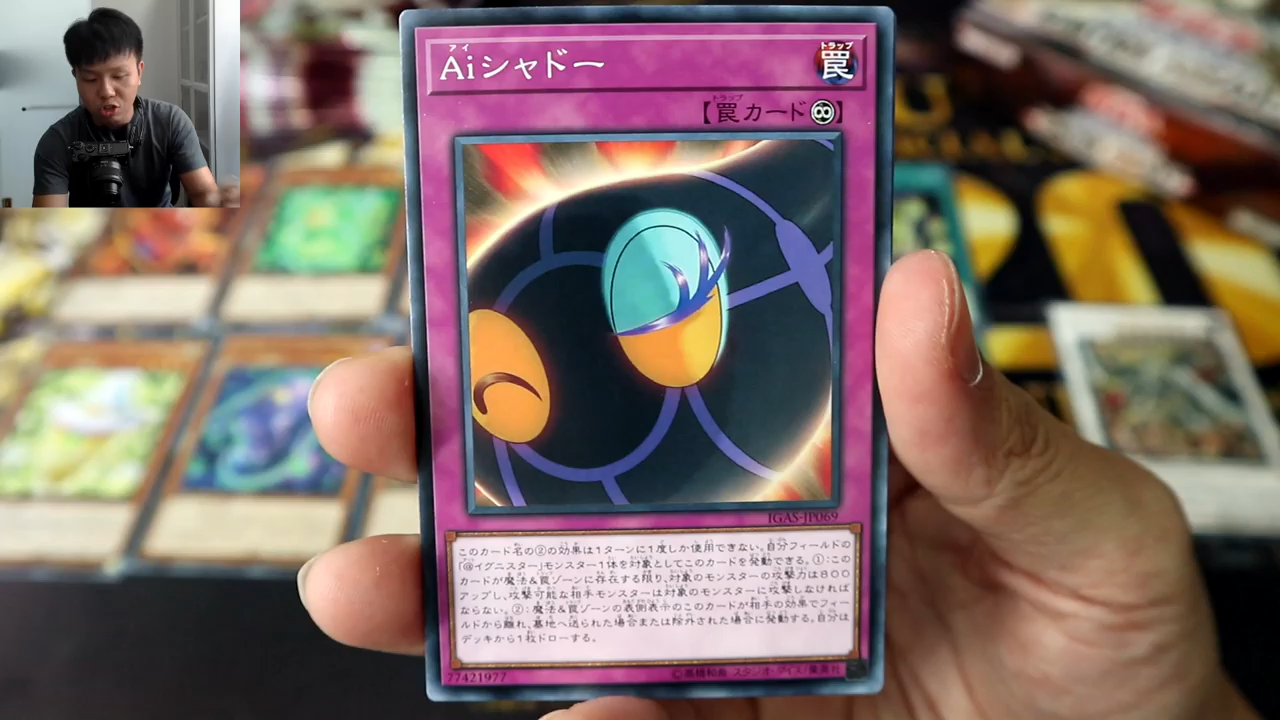 アイ
Aiシャドー
トラップ
罠
トラップ
【罠カード∞】
IGAS-JP069
このカード名の②の効果は1ターンに1度しか使用できない。自分フィールドの
「@イグニスター」モンスター1体を対象としてこのカードを発動できる。①:この
カードが魔法&罠ゾーンに存在する限り、対象のモンスターの攻撃力は800
アップし、攻撃可能な相手モンスターは対象のモンスターに攻撃しなければ
ならない。②:魔法&罠ゾーンの表側表示のこのカードが相手の効果でフィー
ルドから離れ、墓地へ送られた場合または除外された場合に発動する。自分は
デッキから1枚ドローする。
77421977
©高橋和希 スタジオ・ダイス/集英社